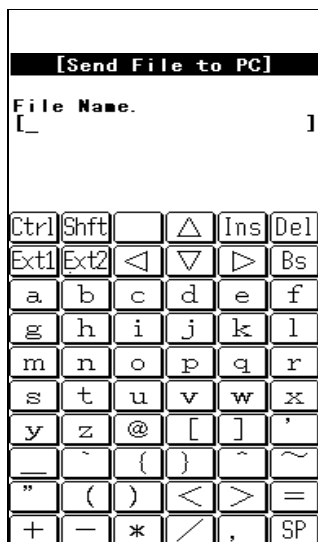 [Send File to PC]
File Name.
[_ ]
Ctrl Shft △ Ins Del
Ext1 Ext2 ◁ ▽ ▷ Bs
a b c d e f
g h i j k l
m n o p q r
s t u v w x
y z @ [ ] ’
_ ` { } ^ ~
” ( ) < > =
+ - * / , SP